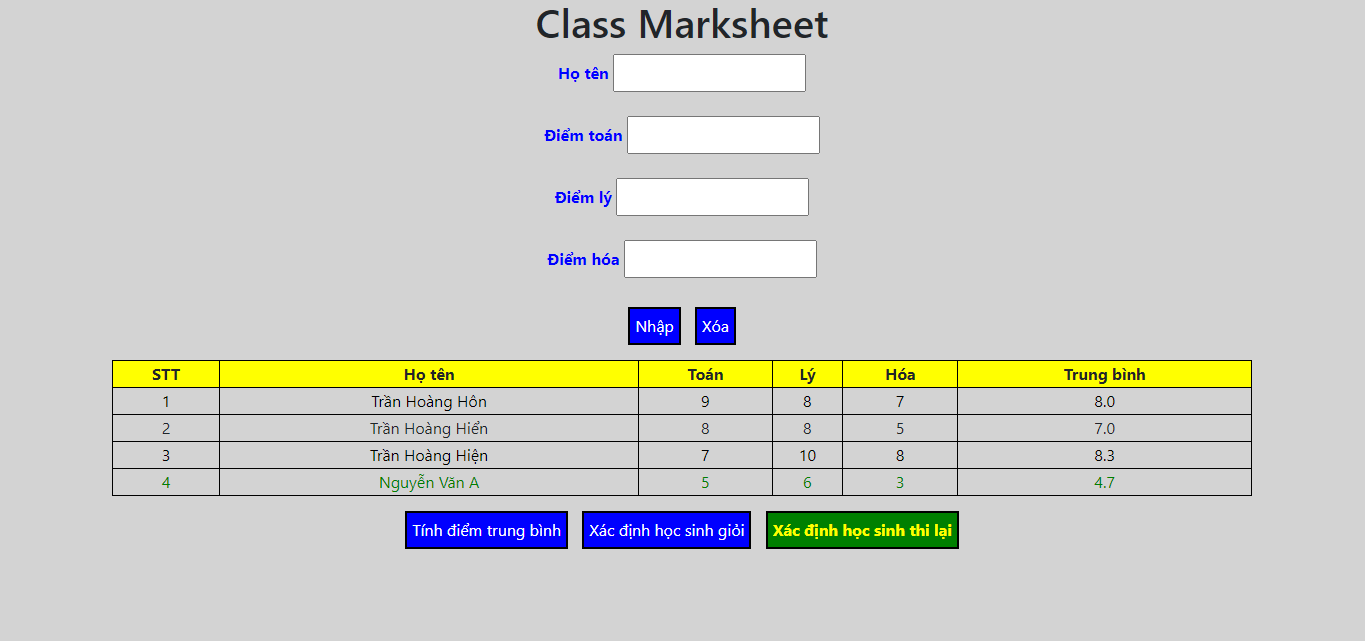 Class Marksheet
Họ tên
Điểm toán
Điểm lý
Điểm hóa
Nhập Xóa
STT Họ tên Toán Lý Hóa Trung bình
1 Trần Hoàng Hôn 9 8 7 8.0
2 Trần Hoàng Hiển 8 8 5 7.0
3 Trần Hoàng Hiện 7 10 8 8.3
4 Nguyễn Văn A 5 6 3 4.7
Tính điểm trung bình Xác định học sinh giỏi Xác định học sinh thi lại